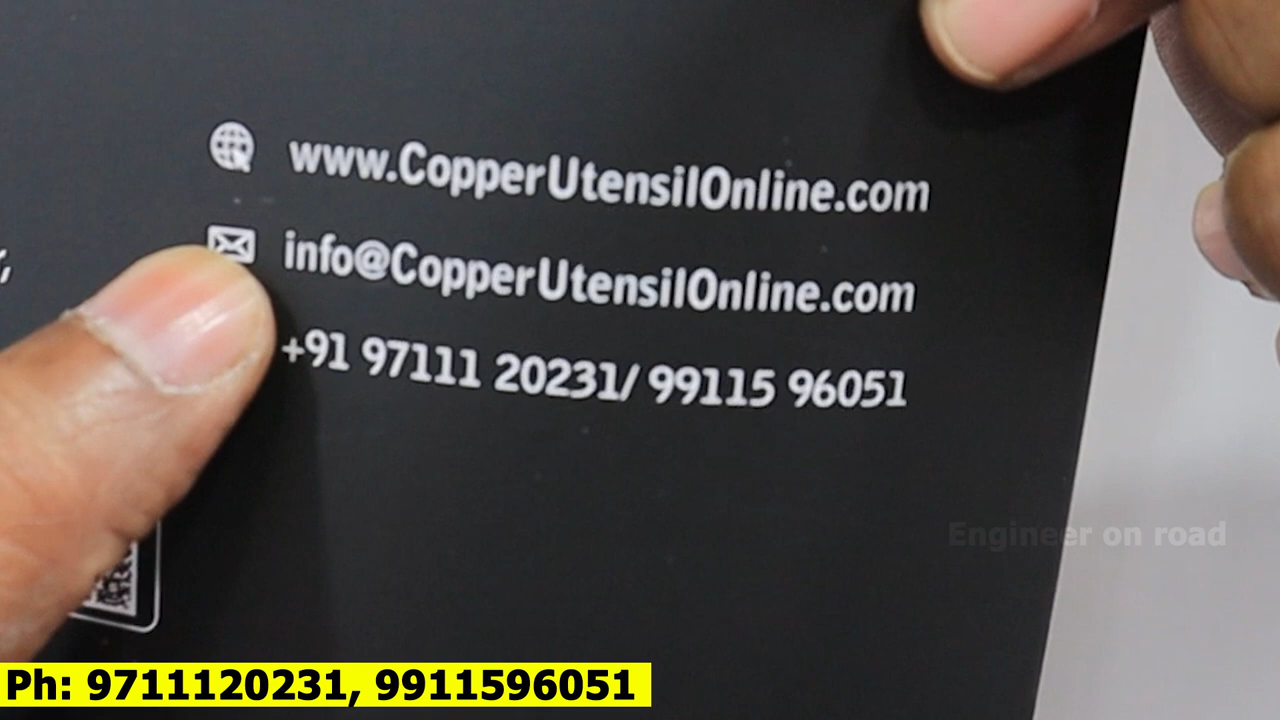 www.CopperUtensilOnline.com
info@CopperUtensilOnline.com
+91 97111 20231/ 99115 96051
Engineer on road
Ph: 9711120231, 9911596051